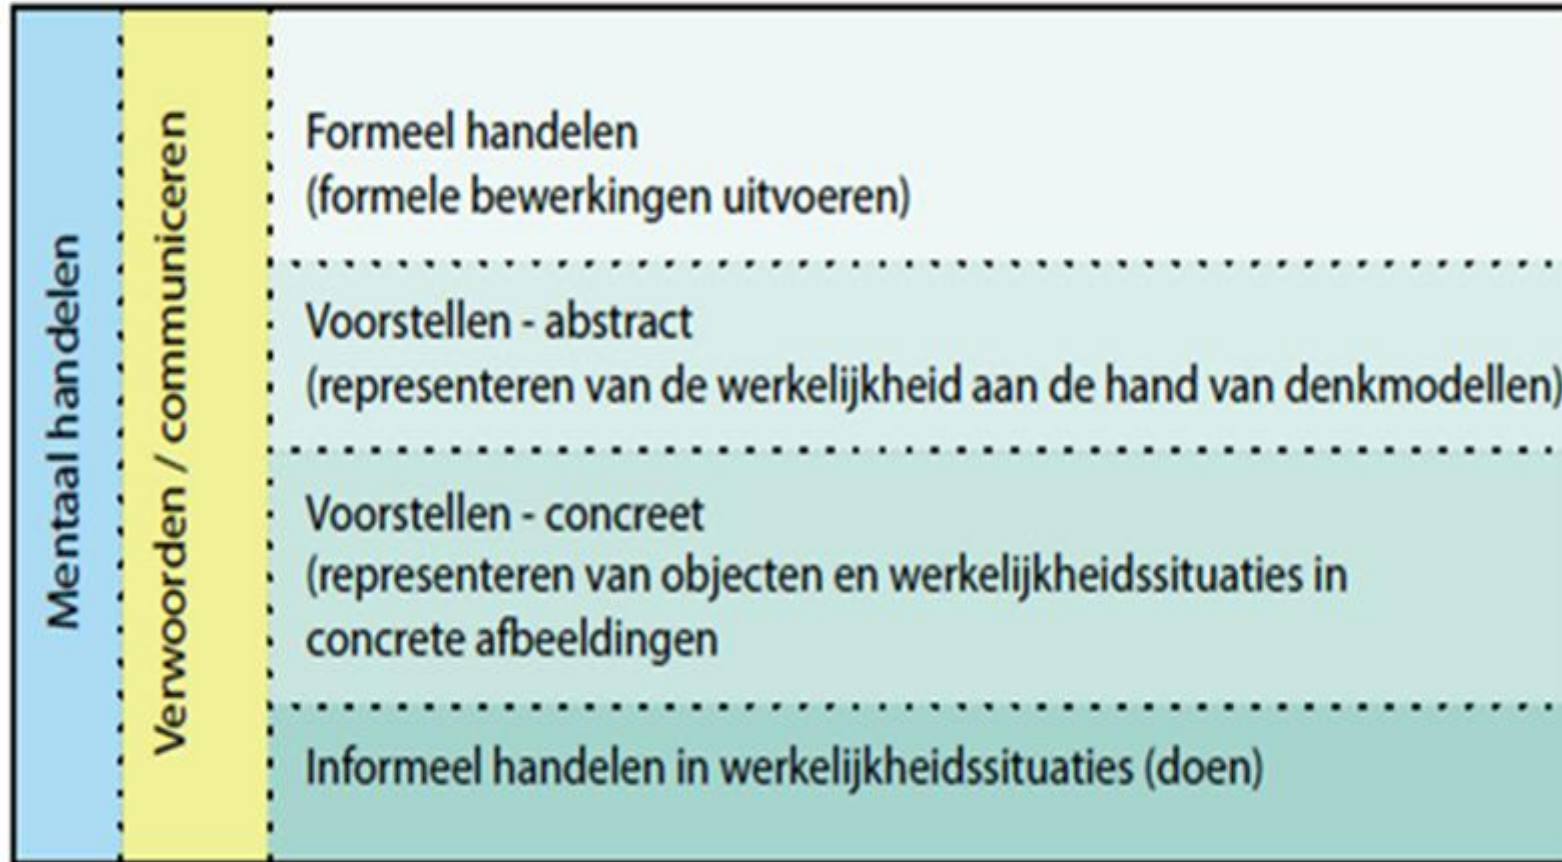 Mentaal handelen
Verwoorden / communiceren
Formeel handelen
(formele bewerkingen uitvoeren)
Voorstellen - abstract
(representeren van de werkelijkheid aan de hand van denkmodellen)
Voorstellen - concreet
(representeren van objecten en werkelijkheidssituaties in
concrete afbeeldingen
Informeel handelen in werkelijkheidssituaties (doen)